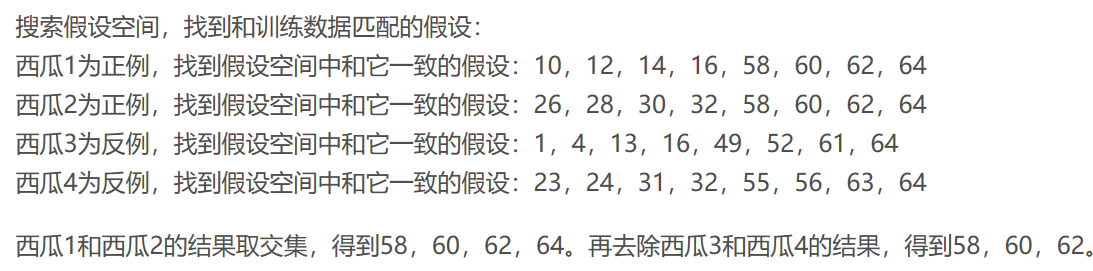 搜索假设空间，找到和训练数据匹配的假设：
西瓜1为正例，找到假设空间中和它一致的假设：10，12，14，16，58，60，62，64
西瓜2为正例，找到假设空间中和它一致的假设：26，28，30，32，58，60，62，64
西瓜3为反例，找到假设空间中和它一致的假设：1，4，13，16，49，52，61，64
西瓜4为反例，找到假设空间中和它一致的假设：23，24，31，32，55，56，63，64
西瓜1和西瓜2的结果取交集，得到58，60，62，64。再去除西瓜3和西瓜4的结果，得到58，60，62。